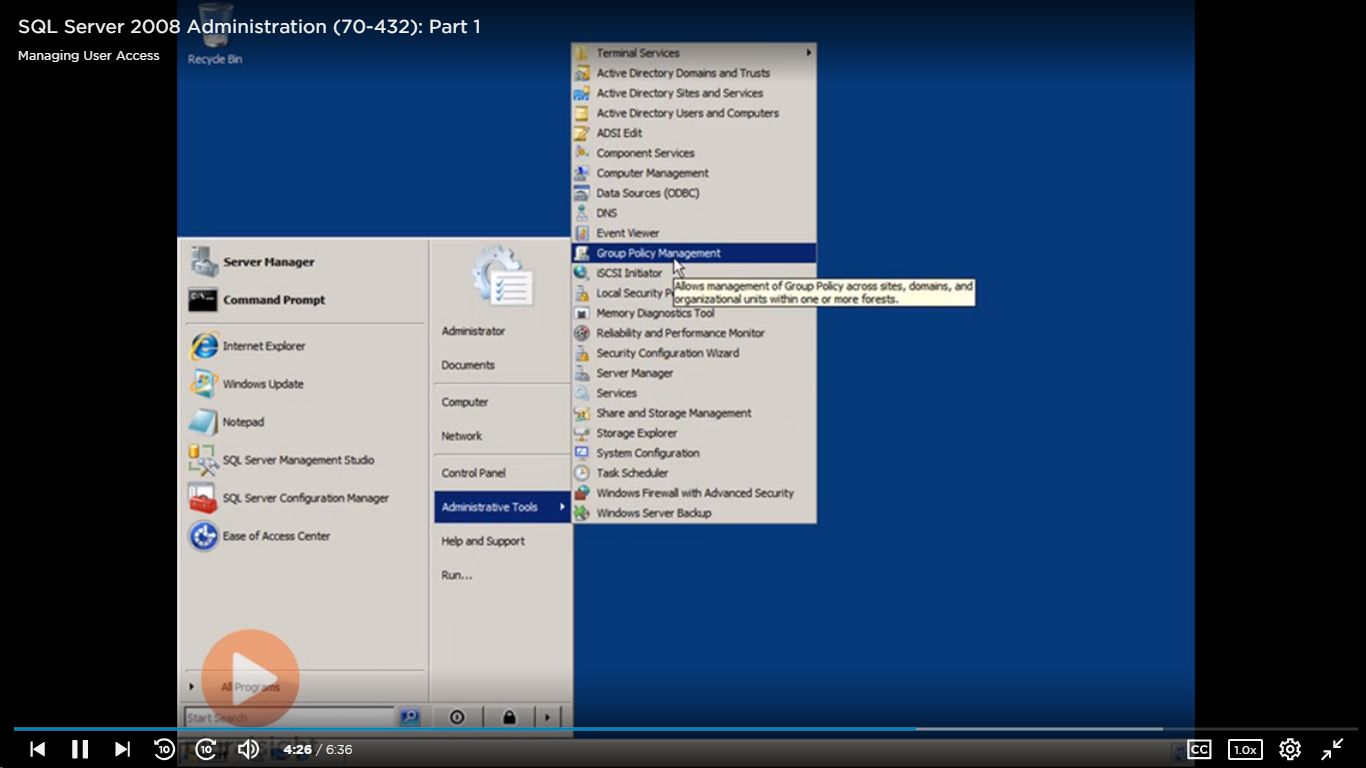 SQL Server 2008 Administration (70-432): Part 1
Managing User Access
Recycle Bin
Terminal Services
Active Directory Domains and Trusts
Active Directory Sites and Services
Active Directory Users and Computers
ADSI Edit
Component Services
Computer Management
Data Sources (ODBC)
DNS
Event Viewer
Group Policy Management
iSCSI Initiator
Local Security
Allows management of Group Policy across sites, domains, and
organizational units within one or more forests.
Memory Diagnostics Tool
Reliability and Performance Monitor
Security Configuration Wizard
Server Manager
Services
Share and Storage Management
Storage Explorer
System Configuration
Task Scheduler
Windows Firewall with Advanced Security
Windows Server Backup
Server Manager
Command Prompt
Internet Explorer
Windows Update
Notepad
SQL Server Management Studio
SQL Server Configuration Manager
Ease of Access Center
All Programs
Start Search
Administrator
Documents
Computer
Network
Control Panel
Administrative Tools
Help and Support
Run...
10
10
4:26 / 6:36
CC
1.0x